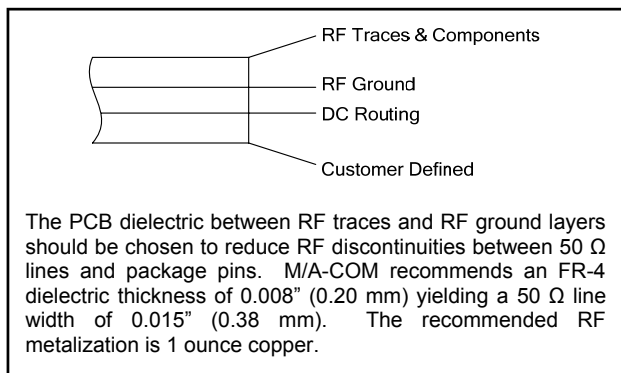 RF Traces & Components
RF Ground
DC Routing
Customer Defined
The PCB dielectric between RF traces and RF ground layers
should be chosen to reduce RF discontinuities between 50 Ω
lines and package pins. M/A-COM recommends an FR-4
dielectric thickness of 0.008” (0.20 mm) yielding a 50 Ω line
width of 0.015” (0.38 mm). The recommended RF
metalization is 1 ounce copper.